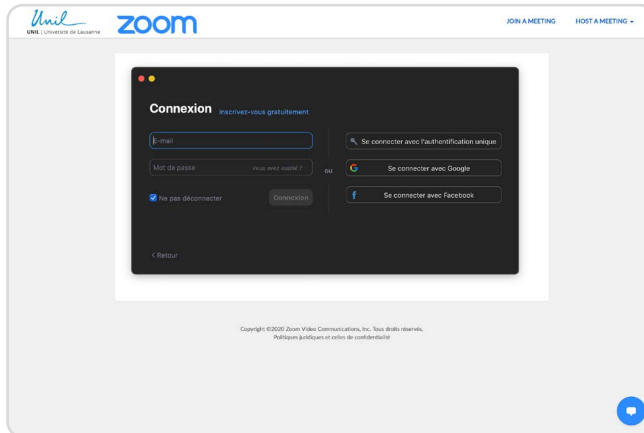 Unil
UNIL | Université de Lausanne
zoom
JOIN A MEETING
HOST A MEETING
Connexion
Inscrivez-vous gratuitement
E-mail
Mot de passe
Vous avez oublié ?
Ne pas déconnecter
Connexion
ou
Se connecter avec l'authentification unique
Se connecter avec Google
Se connecter avec Facebook
< Retour
Copyright ©2020 Zoom Video Communications, Inc. Tous droits réservés.
Politiques juridiques et celles de confidentialité